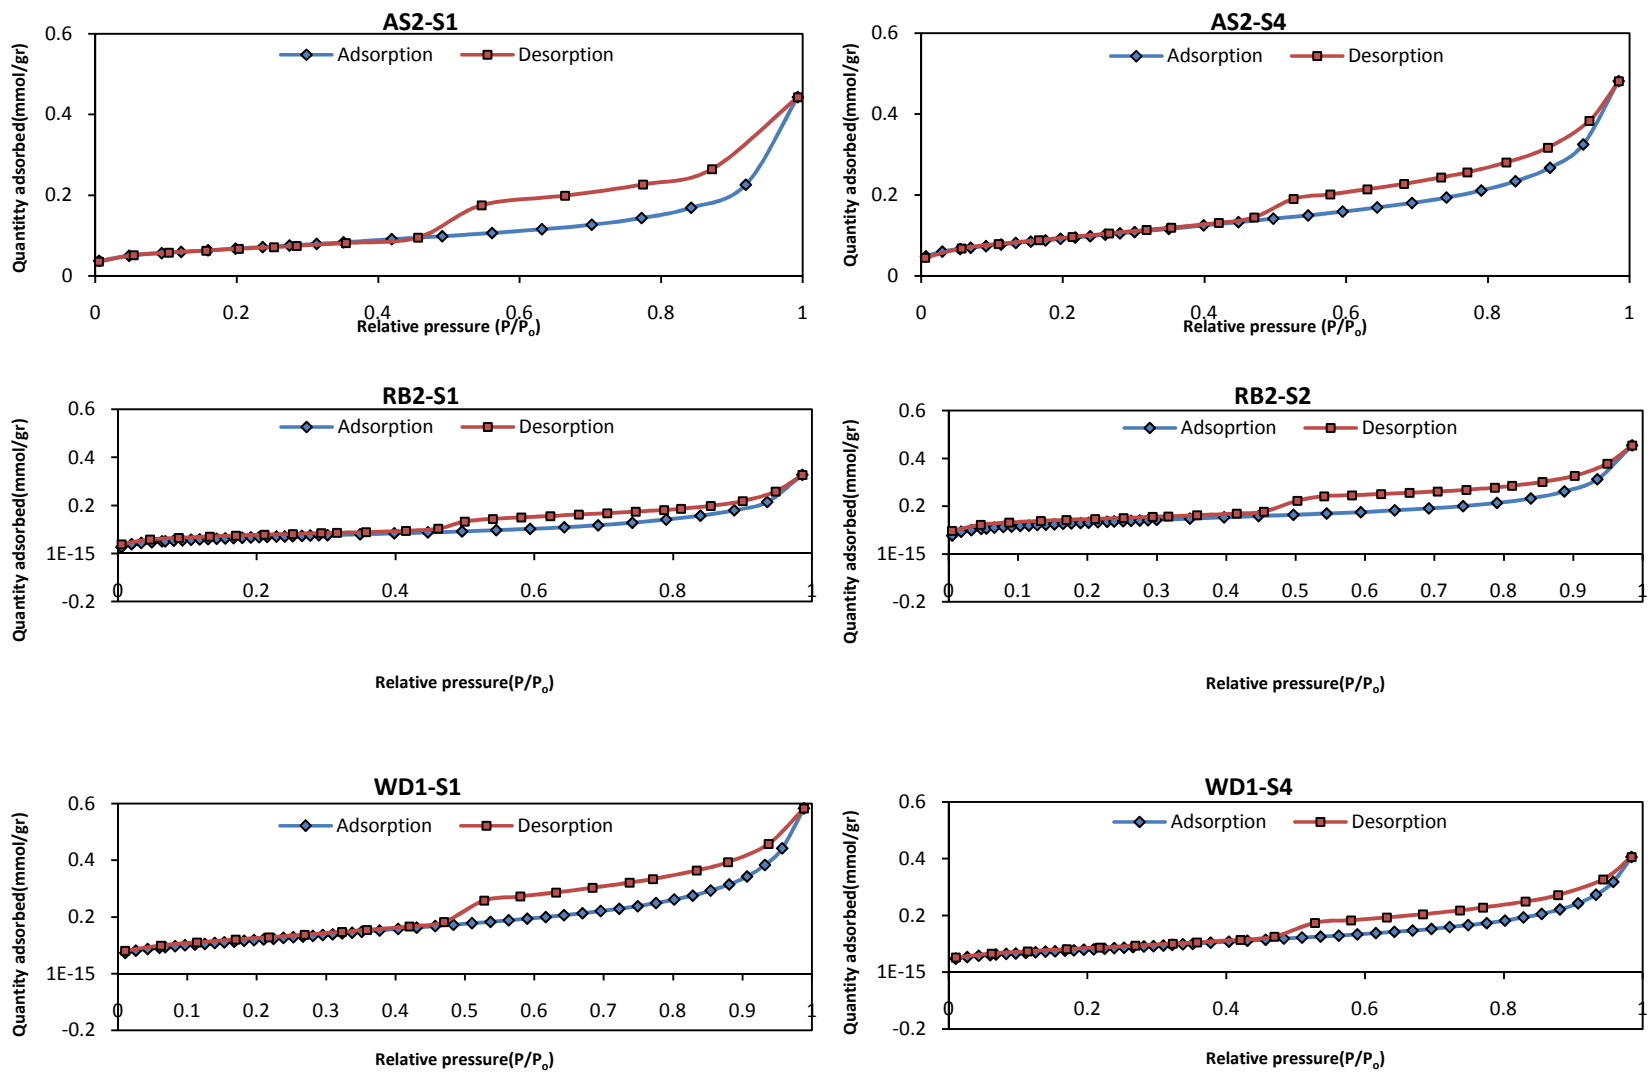 AS2-S1
Adsorption Desorption
Quantity adsorbed(mmol/gr)
0.6
0.4
0.2
0
0 0.2 0.4 0.6 0.8 1
Relative pressure (P/Po)
AS2-S4
Adsorption Desorption
Quantity adsorbed(mmol/gr)
0.6
0.4
0.2
0
0 0.2 0.4 0.6 0.8 1
Relative pressure (P/Po)
RB2-S1
Adsorption Desorption
Quantity adsorbed(mmol/gr)
0.6
0.4
0.2
1E-15
-0.2
0 0.2 0.4 0.6 0.8 1
Relative pressure(P/Po)
RB2-S2
Adsoprtion Desorption
Quantity adsorbed(mmol/gr)
0.6
0.4
0.2
1E-15
-0.2
0 0.1 0.2 0.3 0.4 0.5 0.6 0.7 0.8 0.9 1
Relative pressure(P/Po)
WD1-S1
Adsorption Desorption
Quantity adsorbed(mmol/gr)
0.6
0.4
0.2
1E-15
-0.2
0 0.1 0.2 0.3 0.4 0.5 0.6 0.7 0.8 0.9 1
Relative pressure(P/Po)
WD1-S4
Adsorption Desorption
Quantity adsorbed(mmol/gr)
0.6
0.4
0.2
1E-15
-0.2
0 0.2 0.4 0.6 0.8 1
Relative pressure(P/Po)